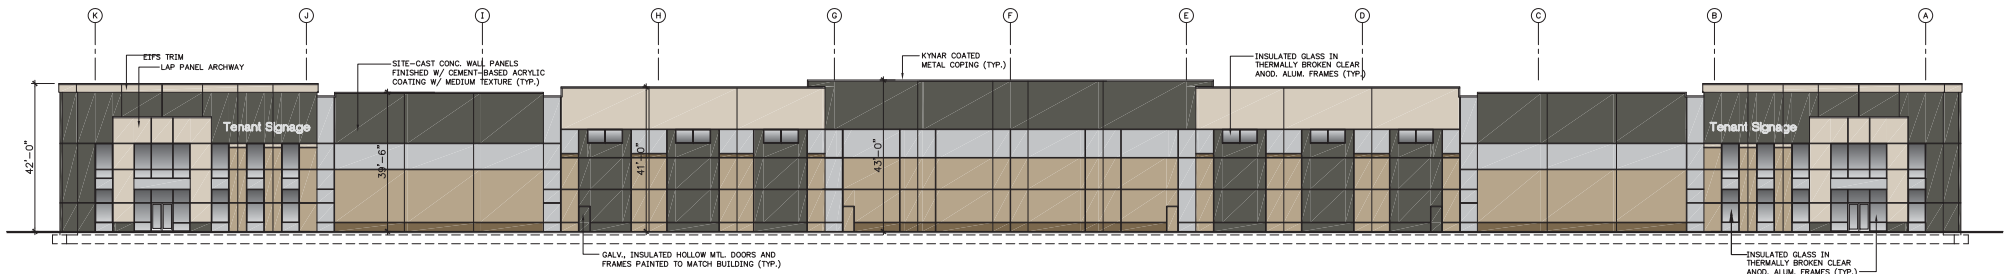 K J I H G F E D C B A
EIFS TRIM
LAP PANEL ARCHWAY
SITE-CAST CONC. WALL PANELS
FINISHED W/ CEMENT-BASED ACRYLIC
COATING W/ MEDIUM TEXTURE (TYP.)
KYNAR COATED
METAL COPING (TYP.)
INSULATED GLASS IN
THERMALLY BROKEN CLEAR
ANOD. ALUM. FRAMES (TYP.)
Tenant Signage
Tenant Signage
42'-0"
39'-6"
41'-0"
43'-0"
GALV., INSULATED HOLLOW MTL. DOORS AND
FRAMES PAINTED TO MATCH BUILDING (TYP.)
INSULATED GLASS IN
THERMALLY BROKEN CLEAR
ANOD. ALUM. FRAMES (TYP.)